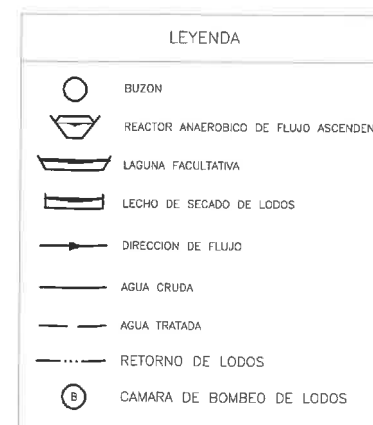 LEYENDA
BUZON
REACTOR ANAEROBICO DE FLUJO ASCENDEN
LAGUNA FACULTATIVA
LECHO DE SECADO DE LODOS
DIRECCION DE FLUJO
AGUA CRUDA
AGUA TRATADA
RETORNO DE LODOS
B CAMARA DE BOMBEO DE LODOS